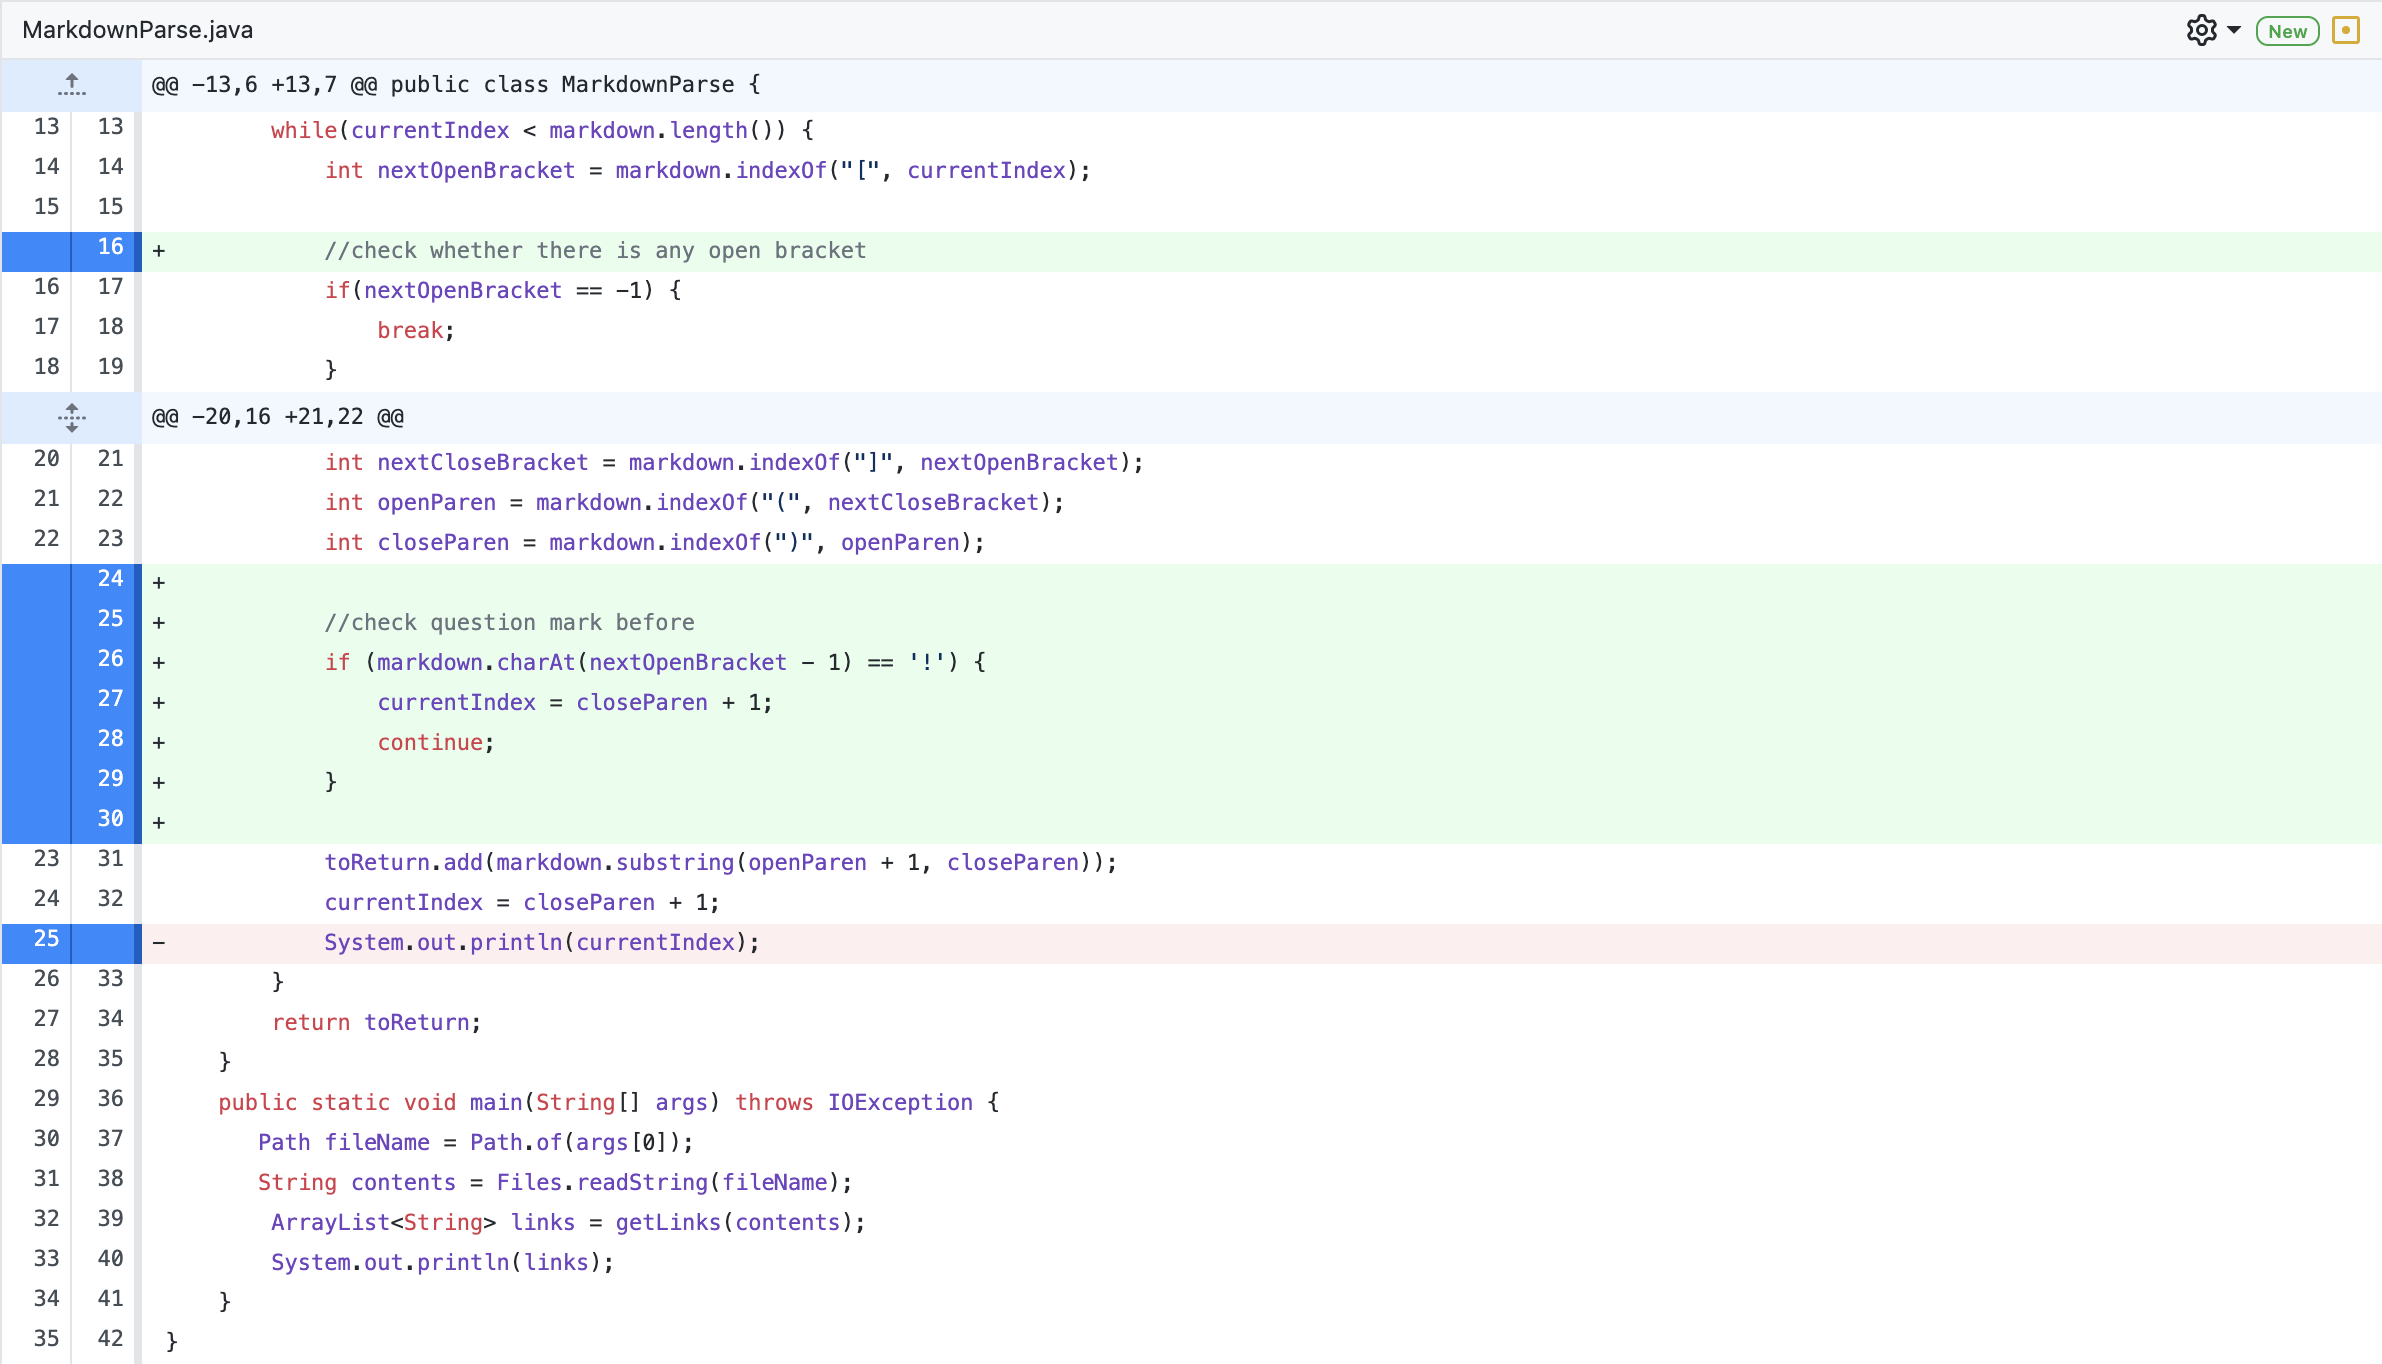 MarkdownParse.java New
@@ -13,6 +13,7 @@ public class MarkdownParse {
13 13 while(currentIndex < markdown.length()) {
14 14 int nextOpenBracket = markdown.indexOf("[", currentIndex);
15 15
16 + //check whether there is any open bracket
16 17 if(nextOpenBracket == -1) {
17 18 break;
18 19 }
@@ -20,16 +21,22 @@
20 21 int nextCloseBracket = markdown.indexOf("]", nextOpenBracket);
21 22 int openParen = markdown.indexOf("(", nextCloseBracket);
22 23 int closeParen = markdown.indexOf(")", openParen);
24 +
25 + //check question mark before
26 + if (markdown.charAt(nextOpenBracket - 1) == '!') {
27 + currentIndex = closeParen + 1;
28 + continue;
29 + }
30 +
23 31 toReturn.add(markdown.substring(openParen + 1, closeParen));
24 32 currentIndex = closeParen + 1;
25 - System.out.println(currentIndex);
26 33 }
27 34 return toReturn;
28 35 }
29 36 public static void main(String[] args) throws IOException {
30 37 Path fileName = Path.of(args[0]);
31 38 String contents = Files.readString(fileName);
32 39 ArrayList<String> links = getLinks(contents);
33 40 System.out.println(links);
34 41 }
35 42 }